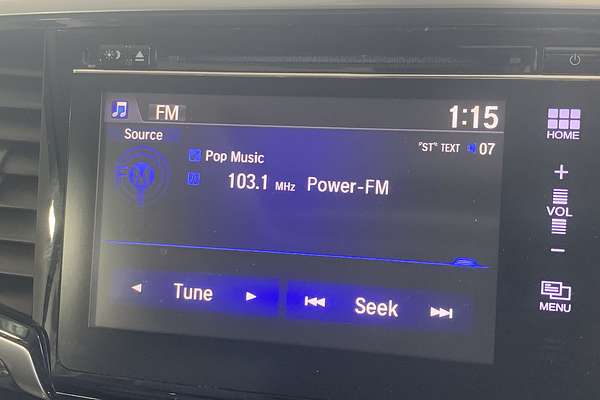 FM
1:15
Source
"ST" TEXT 07
Pop Music
FM
103.1 MHz Power-FM
Tune
Seek
HOME
+
VOL
−
MENU